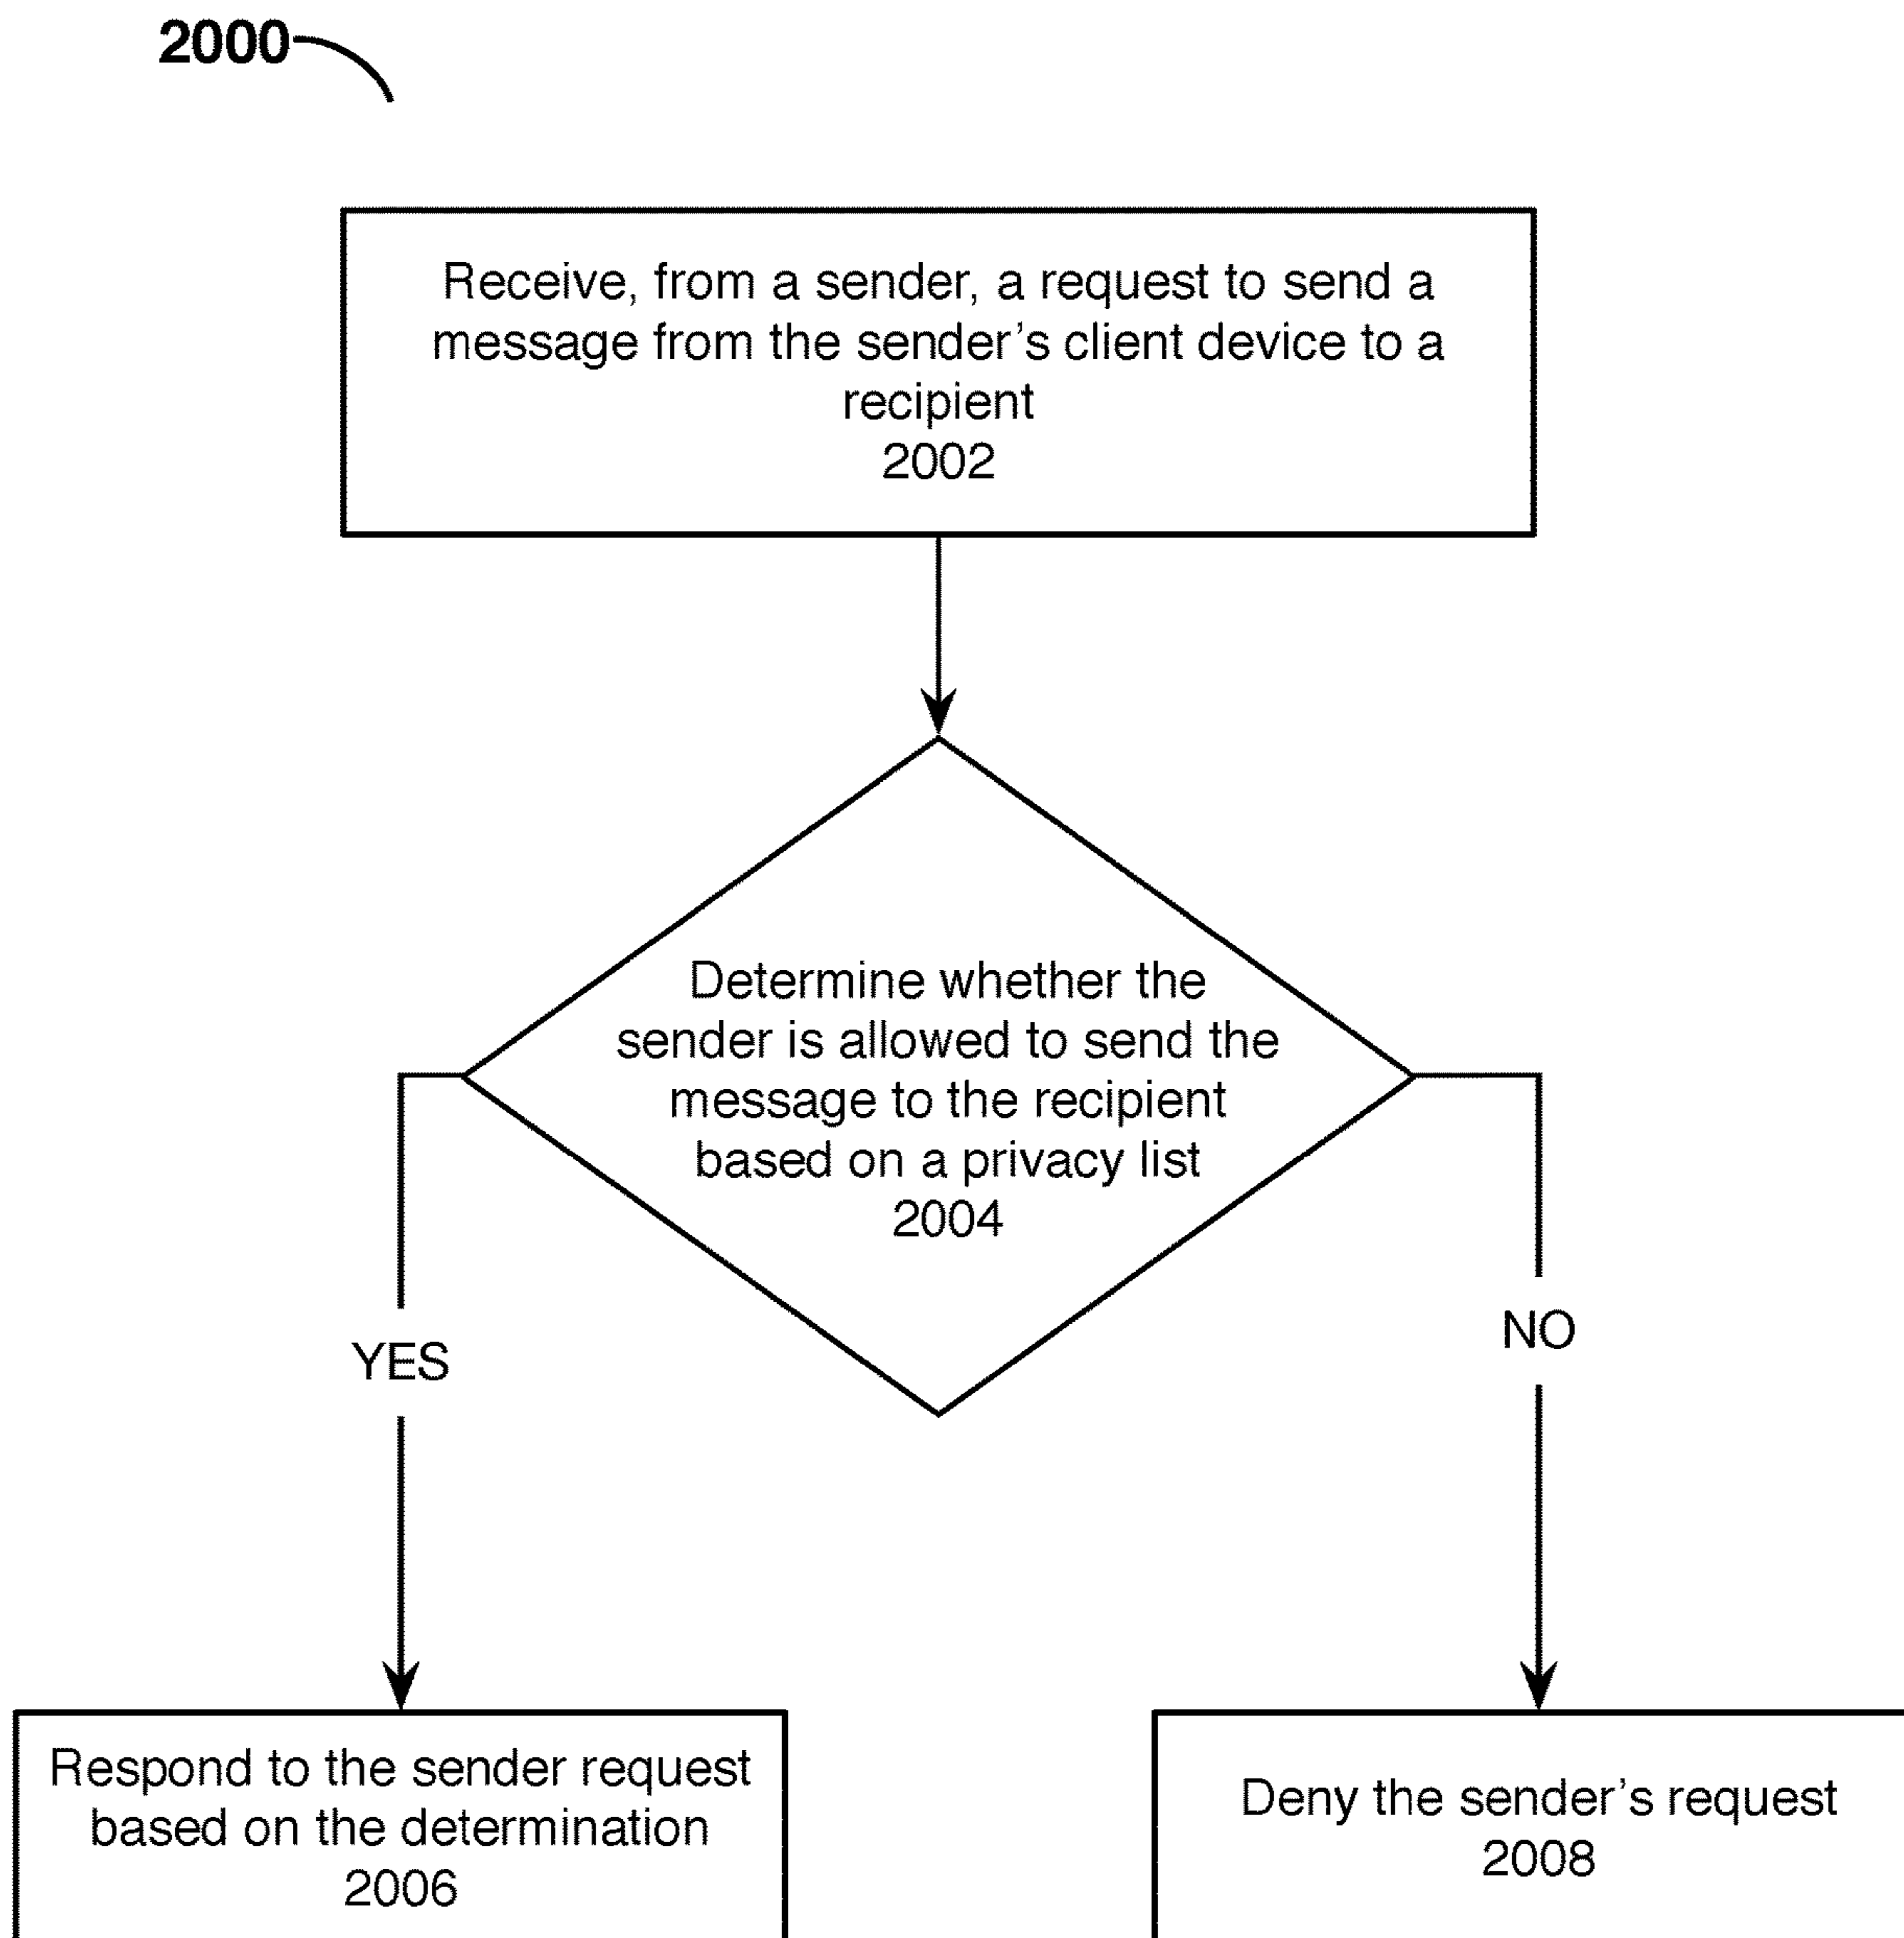 2000
Receive, from a sender, a request to send a
message from the sender's client device to a
recipient
2002
Determine whether the
sender is allowed to send the
message to the recipient
based on a privacy list
2004
YES
NO
Respond to the sender request
based on the determination
2006
Deny the sender's request
2008